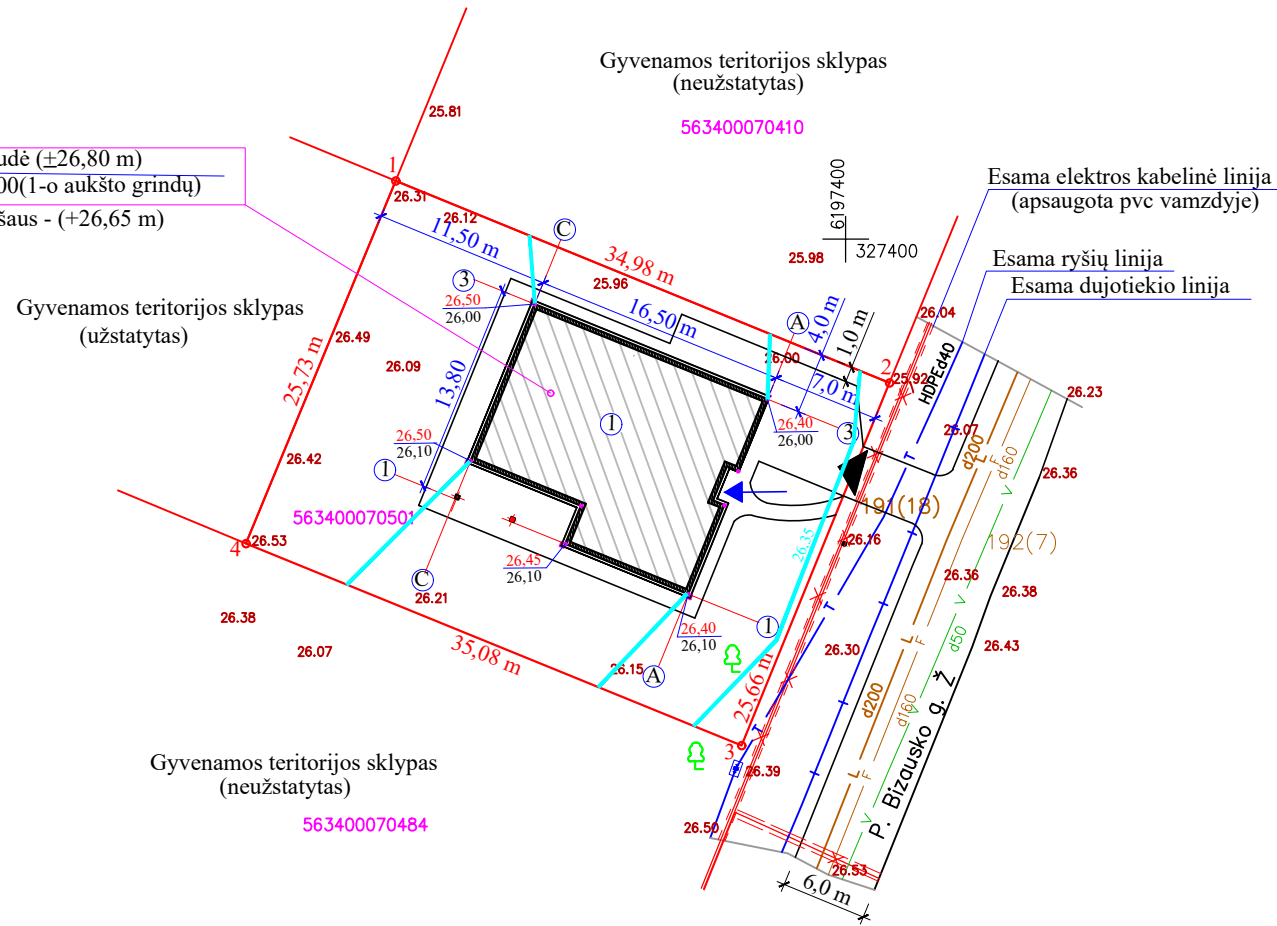 Gyvenamos teritorijos sklypas
(neužstatytas)
563400070410
25.81
udė (±26,80 m)
00(1-o aukšto grindų)
šaus - (+26,65 m)
1
26.31
26.12
11,50 m
C
34,98 m
25.96
25.98
6197400
327400
Esama elektros kabelinė linija
(apsaugota pvc vamzdyje)
Esama ryšių linija
Esama dujotiekio linija
Gyvenamos teritorijos sklypas
(užstatytas)
3
26,50
26,00
16,50 m
A
4,0 m
1,0 m
26.00
7,0 m
2
25.92
26.04
HDPEd40
26.23
26.49
26.09
25,73 m
13,80
1
26,40
26,00
3
26.07
T
d200
L
F
d160
V
26.36
26,50
26,10
26.42
1
563400070501
191(18)
26.16
192(7)
26.35
26,45
26,10
26.53
4
C
26.21
26.36
26.38
26.38
26.07
35,08 m
26,40
26,10
1
A
26.15
T
26.30
L
F
d50
V
26.43
25,66 m
d200
d160
P. Bizausko g. Ž
3
T
26.39
Gyvenamos teritorijos sklypas
(neužstatytas)
563400070484
L
F
V
26.50
26.53
6,0 m